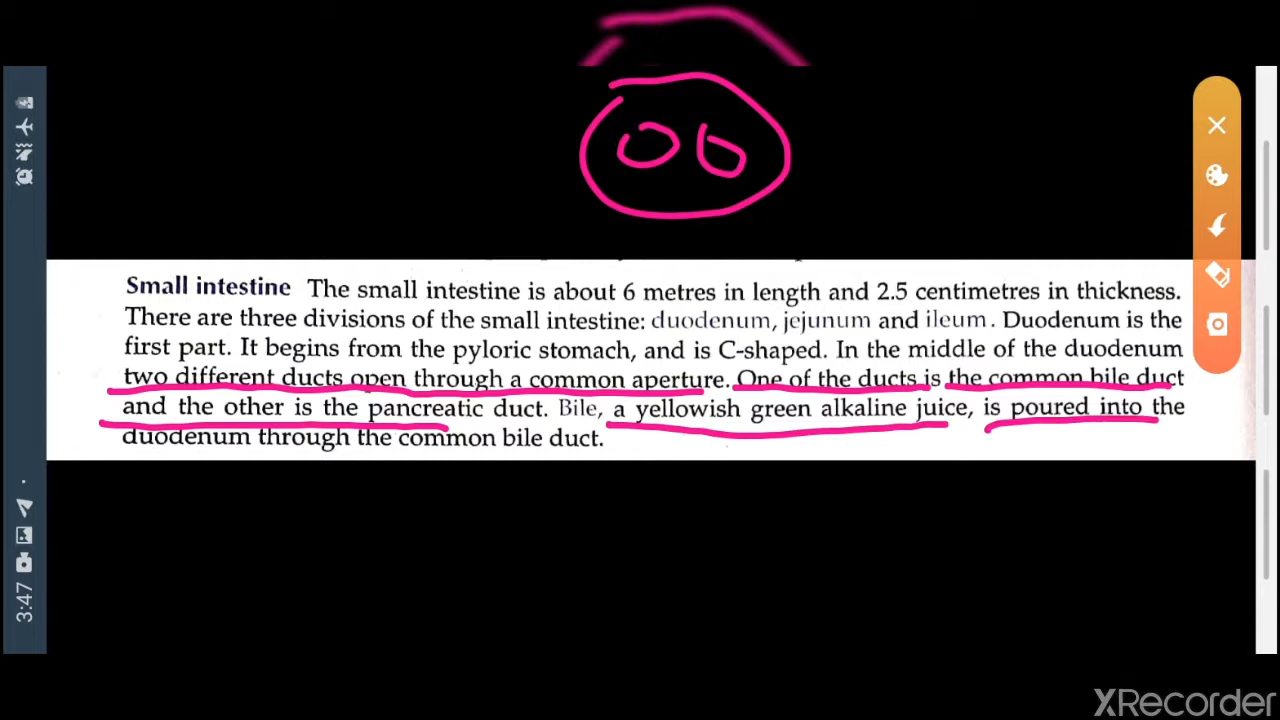 06
Small intestine The small intestine is about 6 metres in length and 2.5 centimetres in thickness.
There are three divisions of the small intestine: duodenum, jejunum and ileum. Duodenum is the
first part. It begins from the pyloric stomach, and is C-shaped. In the middle of the duodenum
two different ducts open through a common aperture. One of the ducts is the common bile duct
and the other is the pancreatic duct. Bile, a yellowish green alkaline juice, is poured into the
duodenum through the common bile duct.
3:47
XRecorder